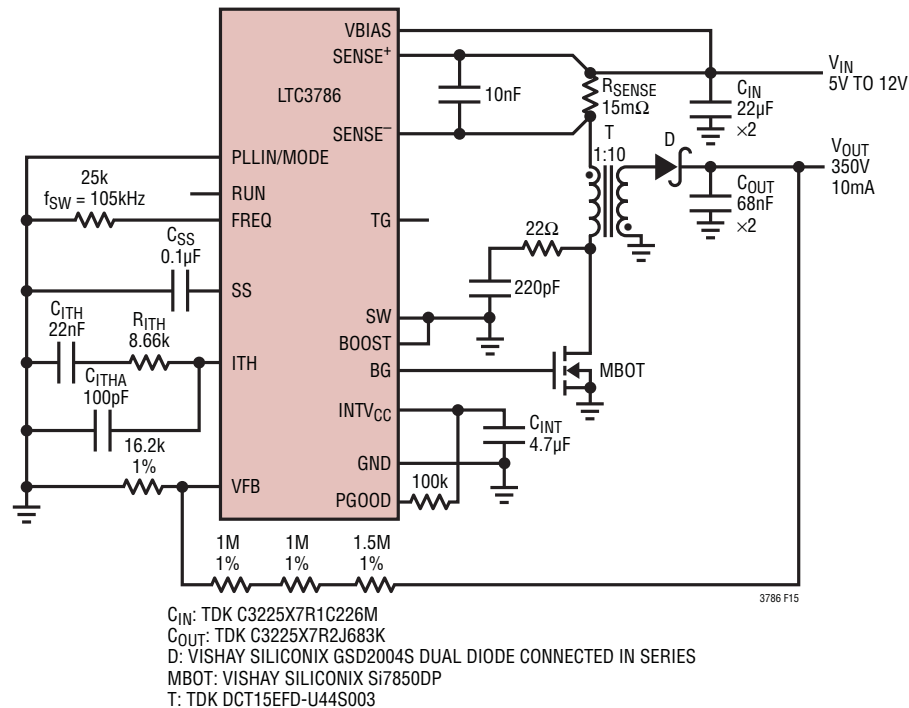 VBIAS
SENSE+
LTC3786
10nF
RSENSE
15mΩ
VIN
5V TO 12V
CIN
22µF
×2
SENSE–
T
1:10
D
VOUT
350V
10mA
COUT
68nF
×2
PLLIN/MODE
25k
fSW = 105kHz
RUN
FREQ
TG
22Ω
220pF
CSS
0.1µF
SS
SW
BOOST
CITH
22nF
RITH
8.66k
ITH
BG
MBOT
CITHA
100pF
INTVCC
CINT
4.7µF
16.2k
1%
GND
VFB
PGOOD
100k
1M
1%
1M
1%
1.5M
1%
3786 F15
CIN: TDK C3225X7R1C226M
COUT: TDK C3225X7R2J683K
D: VISHAY SILICONIX GSD2004S DUAL DIODE CONNECTED IN SERIES
MBOT: VISHAY SILICONIX Si7850DP
T: TDK DCT15EFD-U44S003